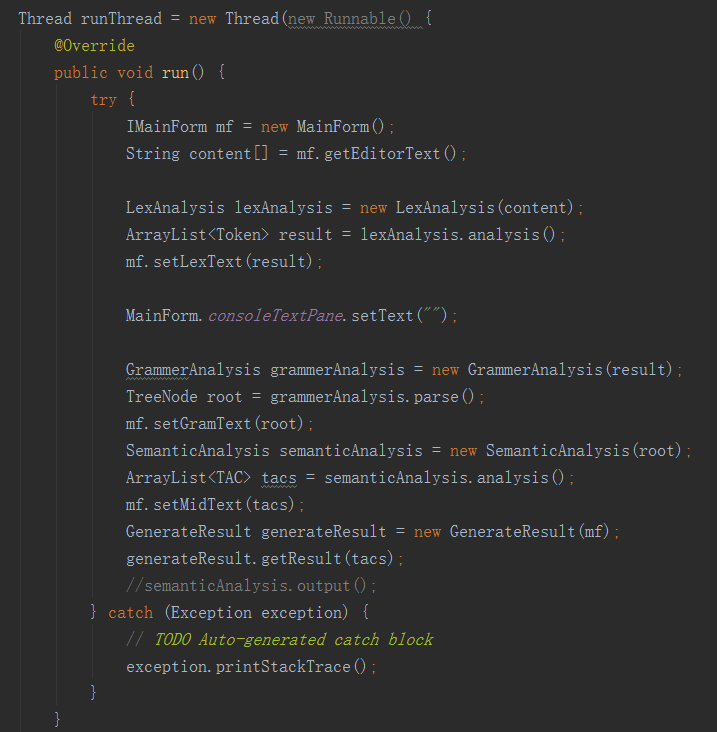 Thread runThread = new Thread(new Runnable() {
    @Override
    public void run() {
        try {
            IMainForm mf = new MainForm();
            String content[] = mf.getEditorText();

            LexAnalysis lexAnalysis = new LexAnalysis(content);
            ArrayList<Token> result = lexAnalysis.analysis();
            mf.setLexText(result);

            MainForm.consoleTextPane.setText("");

            GrammerAnalysis grammerAnalysis = new GrammerAnalysis(result);
            TreeNode root = grammerAnalysis.parse();
            mf.setGramText(root);
            SemanticAnalysis semanticAnalysis = new SemanticAnalysis(root);
            ArrayList<TAC> tacs = semanticAnalysis.analysis();
            mf.setMidText(tacs);
            GenerateResult generateResult = new GenerateResult(mf);
            generateResult.getResult(tacs);
            //semanticAnalysis.output();
        } catch (Exception exception) {
            // TODO Auto-generated catch block
            exception.printStackTrace();
        }
    }